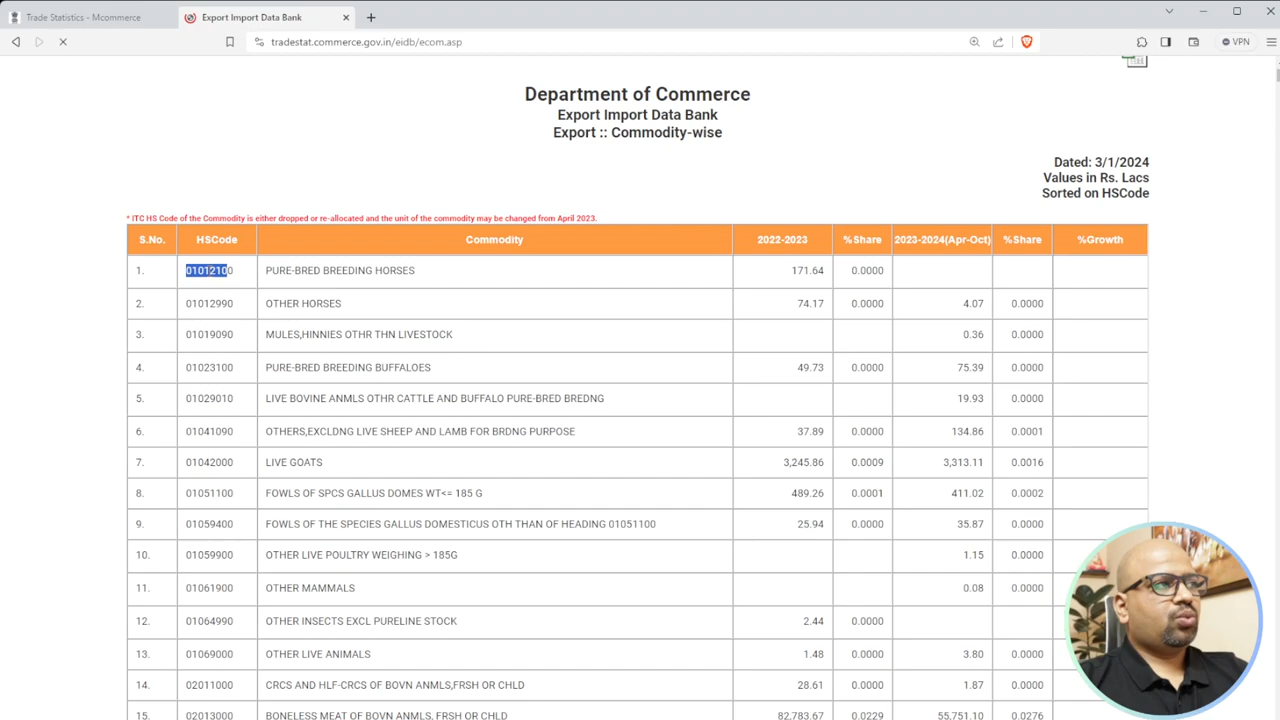 Trade Statistics - Mcommerce
Export Import Data Bank
tradestat.commerce.gov.in/eidb/ecom.asp
VPN
Department of Commerce
Export Import Data Bank
Export :: Commodity-wise
Dated: 3/1/2024
Values in Rs. Lacs
Sorted on HSCode
* ITC HS Code of the Commodity is either dropped or re-allocated and the unit of the commodity may be changed from April 2023.
S.No. HSCode Commodity 2022-2023 %Share 2023-2024(Apr-Oct) %Share %Growth
1. 01012100 PURE-BRED BREEDING HORSES 171.64 0.0000
2. 01012990 OTHER HORSES 74.17 0.0000 4.07 0.0000
3. 01019090 MULES,HINNIES OTHR THN LIVESTOCK 0.36 0.0000
4. 01023100 PURE-BRED BREEDING BUFFALOES 49.73 0.0000 75.39 0.0000
5. 01029010 LIVE BOVINE ANMLS OTHR CATTLE AND BUFFALO PURE-BRED BREDNG 19.93 0.0000
6. 01041090 OTHERS,EXCLDNG LIVE SHEEP AND LAMB FOR BRDNG PURPOSE 37.89 0.0000 134.86 0.0001
7. 01042000 LIVE GOATS 3,245.86 0.0009 3,313.11 0.0016
8. 01051100 FOWLS OF SPCS GALLUS DOMES WT<= 185 G 489.26 0.0001 411.02 0.0002
9. 01059400 FOWLS OF THE SPECIES GALLUS DOMESTICUS OTH THAN OF HEADING 01051100 25.94 0.0000 35.87 0.0000
10. 01059900 OTHER LIVE POULTRY WEIGHING > 185G 1.15 0.0000
11. 01061900 OTHER MAMMALS 0.08 0.0000
12. 01064990 OTHER INSECTS EXCL PURELINE STOCK 2.44 0.0000
13. 01069000 OTHER LIVE ANIMALS 1.48 0.0000 3.80 0.0000
14. 02011000 CRCS AND HLF-CRCS OF BOVN ANMLS,FRSH OR CHLD 28.61 0.0000 1.87 0.0000
15. 02013000 BONELESS MEAT OF BOVN ANMLS, FRSH OR CHLD 82,783.67 0.0229 55,751.10 0.0276